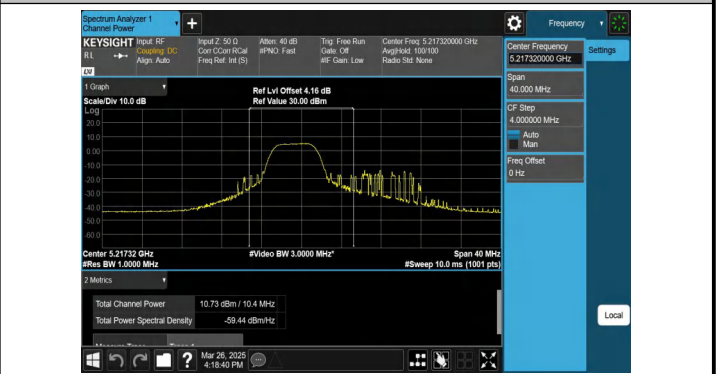 Spectrum Analyzer 1
Channel Power
+
Frequency
KEYSIGHT
Input: RF
Input Z: 50 Ω
Atten: 40 dB
Trig: Free Run
Center Freq: 5.217320000 GHz
RL
Coupling: DC
Corr CCorr RCal
#PNO: Fast
Gate: Off
Avg|Hold: 100/100
Align: Auto
Freq Ref: Int (S)
#IF Gain: Low
Radio Std: None
LXI
Center Frequency
5.217320000 GHz
Settings
Span
40.000 MHz
CF Step
4.000000 MHz
Auto
Man
Freq Offset
0 Hz
1 Graph
Ref Lvl Offset 4.16 dB
Scale/Div 10.0 dB
Ref Value 30.00 dBm
Log
20.0
10.0
0.00
-10.0
-20.0
-30.0
-40.0
-50.0
-60.0
Center 5.21732 GHz
#Video BW 3.0000 MHz*
Span 40 MHz
#Res BW 1.0000 MHz
#Sweep 10.0 ms (1001 pts)
2 Metrics
Total Channel Power
10.73 dBm / 10.4 MHz
Total Power Spectral Density
-59.44 dBm/Hz
Local
?
Mar 26, 2025
4:18:40 PM